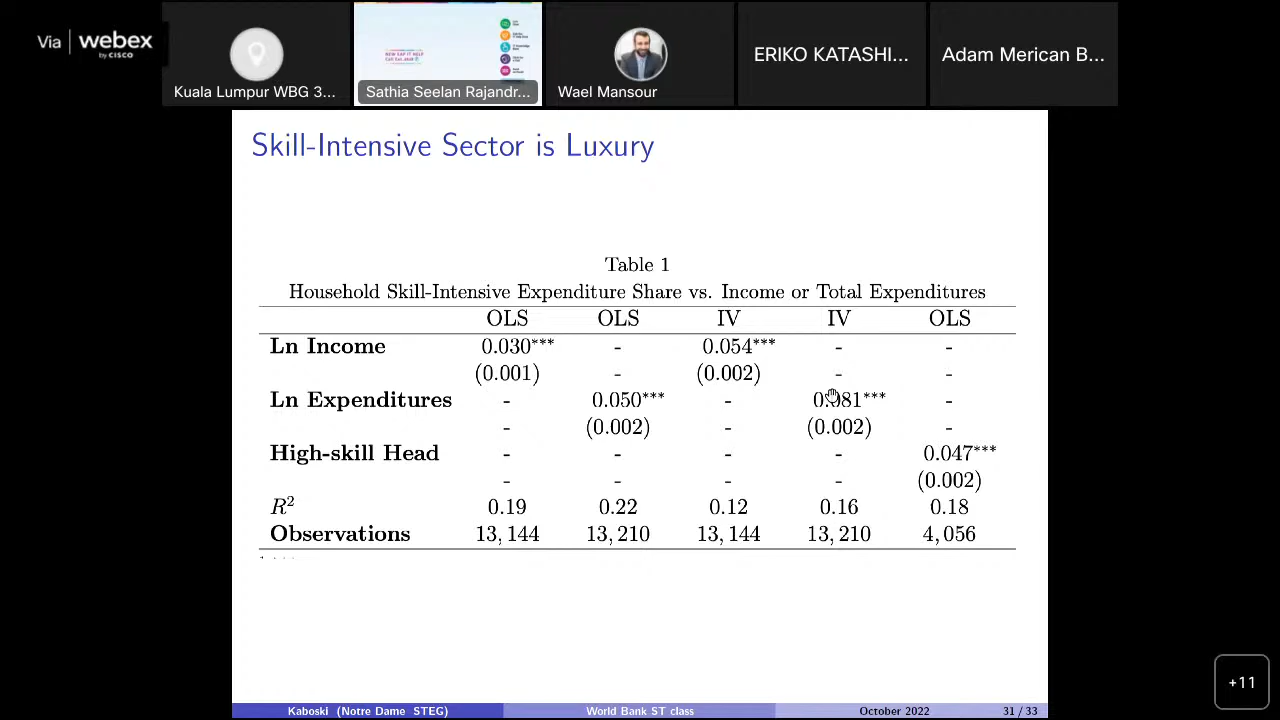 Via webex
by CISCO
Kuala Lumpur WBG 3...
Sathia Seelan Rajandr...
Wael Mansour
ERIKO KATASHI...
Adam Merican B...
Skill-Intensive Sector is Luxury
Table 1
Household Skill-Intensive Expenditure Share vs. Income or Total Expenditures
OLS OLS IV IV OLS
Ln Income 0.030*** - 0.054*** - -
(0.001) - (0.002) - -
Ln Expenditures - 0.050*** - 0.081*** -
- (0.002) - (0.002) -
High-skill Head - - - - 0.047***
- - - - (0.002)
R² 0.19 0.22 0.12 0.16 0.18
Observations 13,144 13,210 13,144 13,210 4,056
Kaboski (Notre Dame STEG) World Bank ST class October 2022 31 / 33
+11